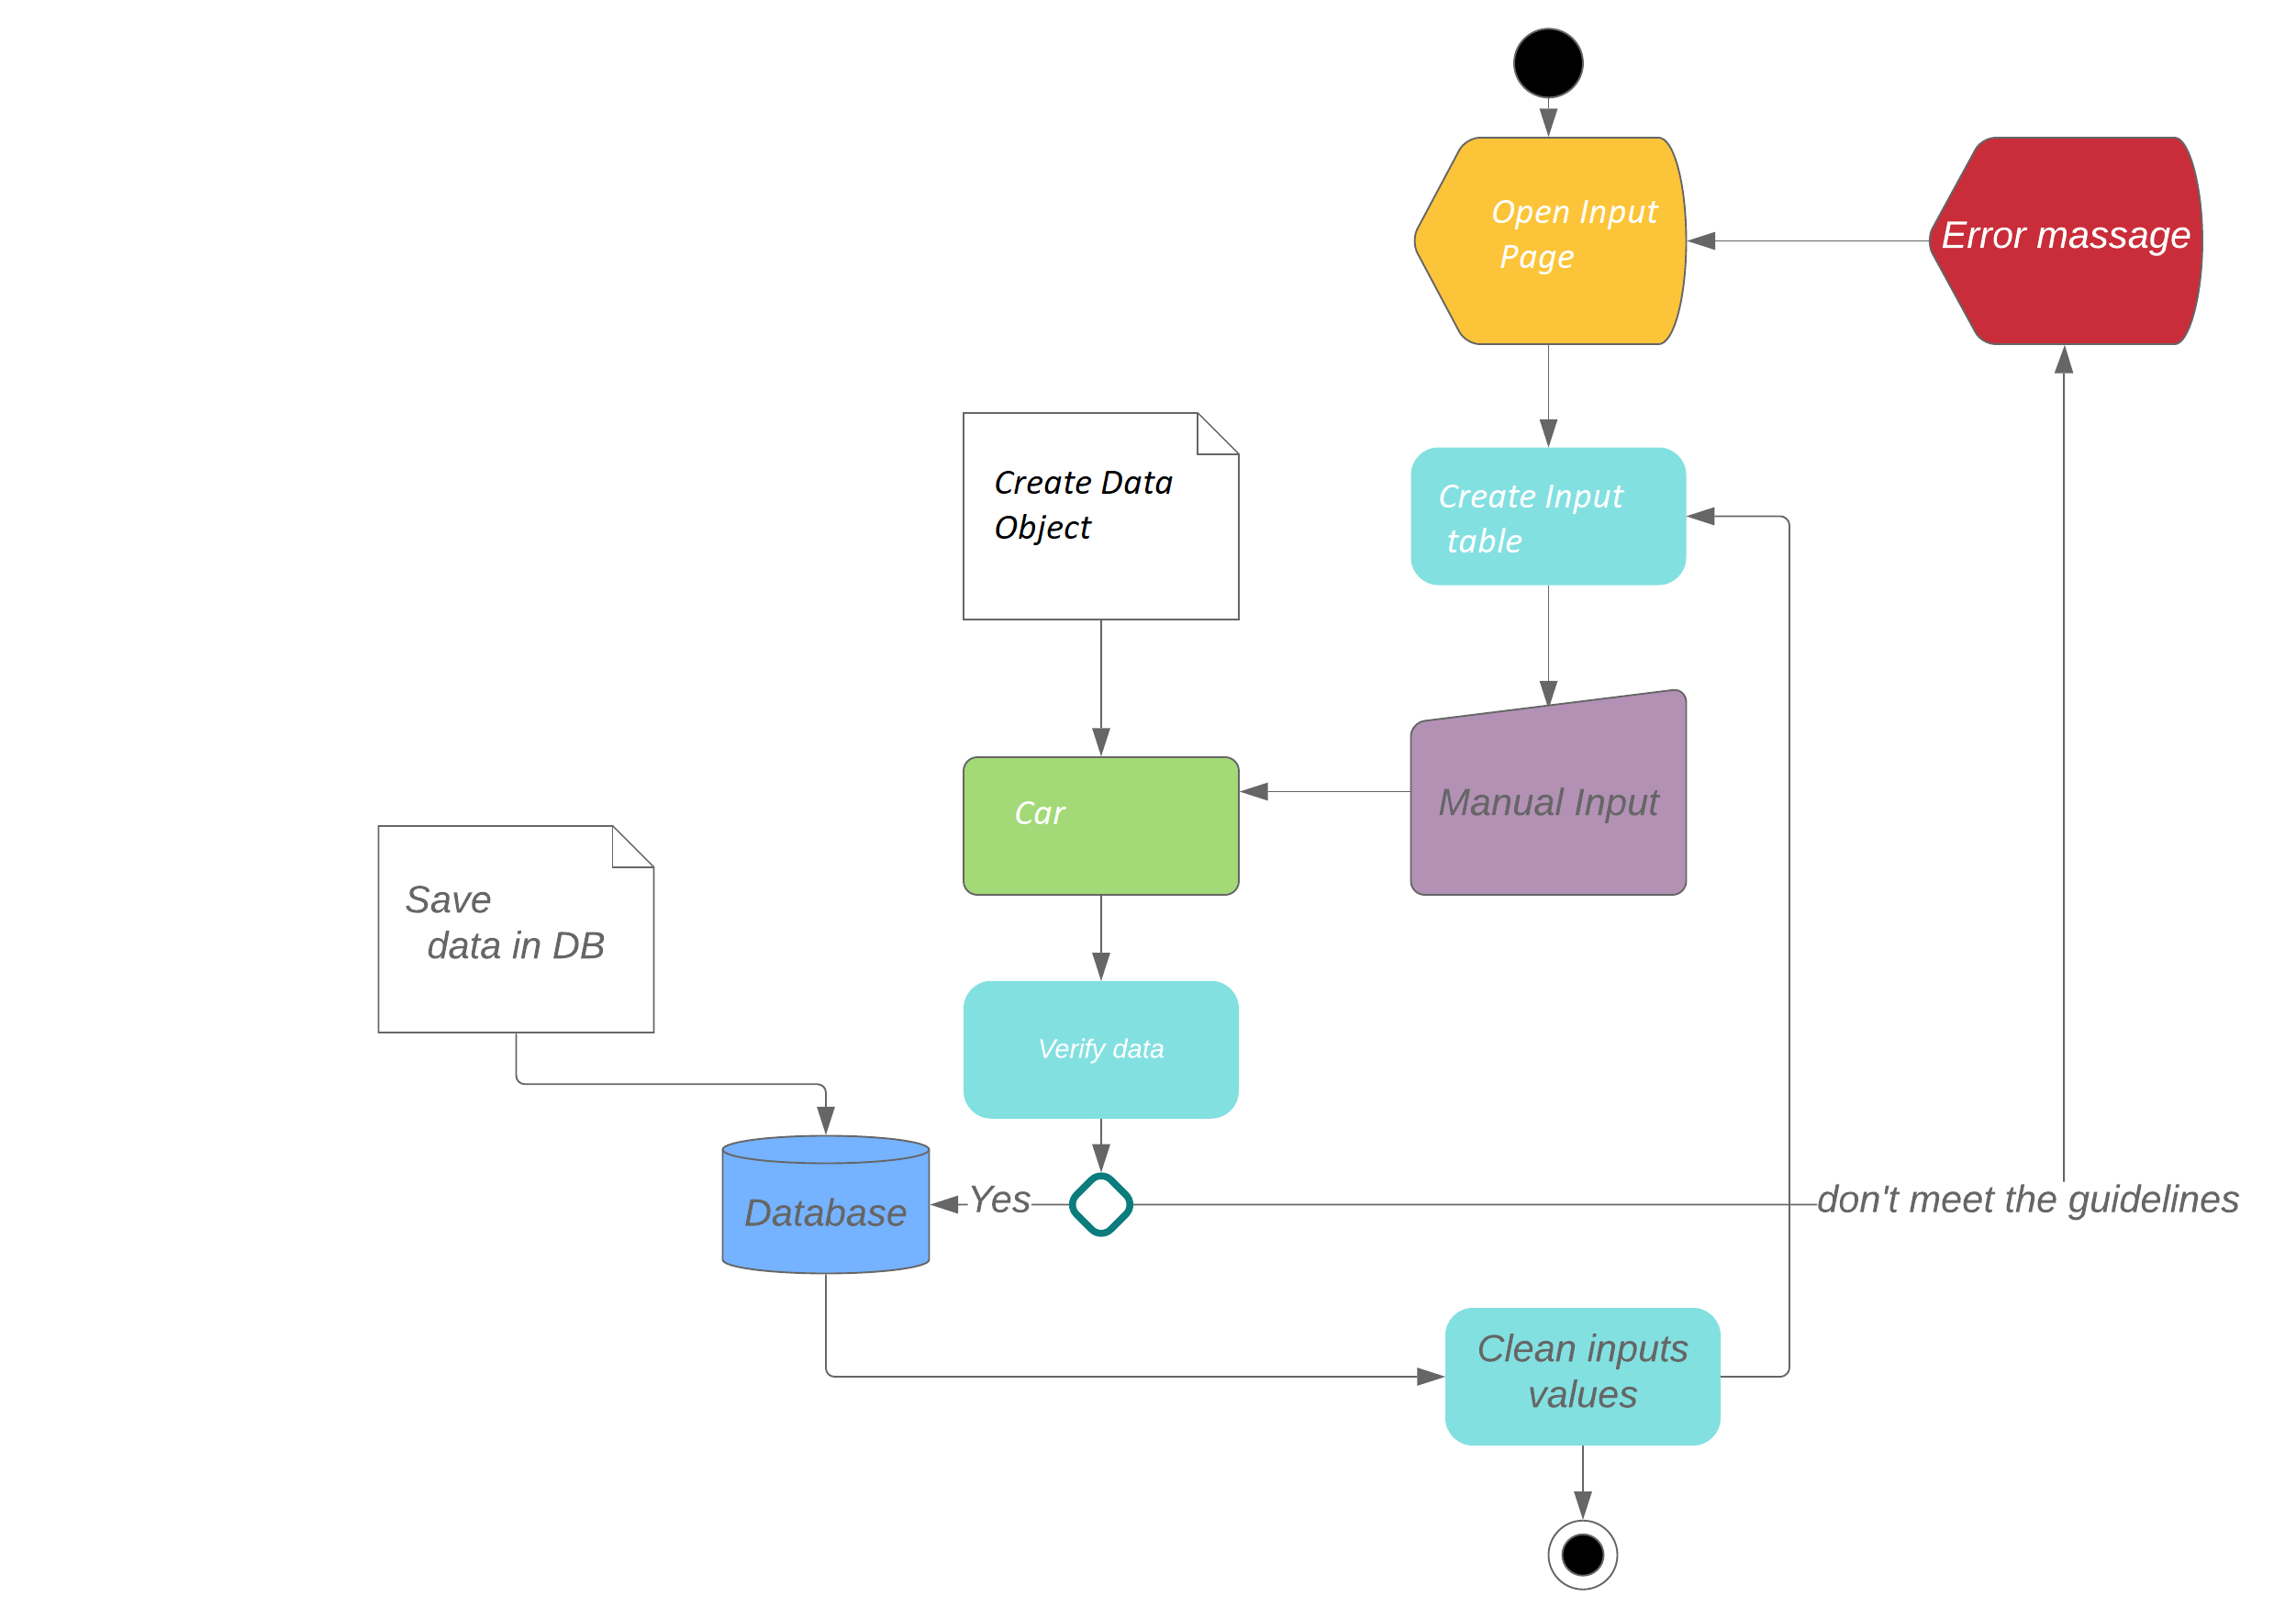 Open Input
Page
Error massage
Create Data
Object
Create Input
table
Car
Manual Input
Save
data in DB
Verify data
Database
Yes
don't meet the guidelines
Clean inputs
values